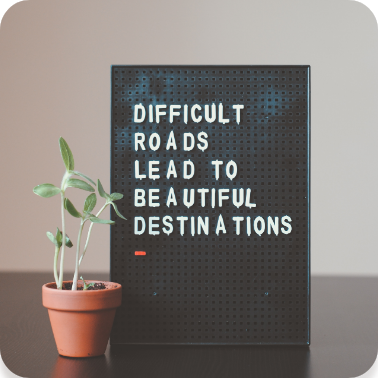 DIFFICULT
ROADS
LEAD TO
BEAUTIFUL
DESTINATIONS